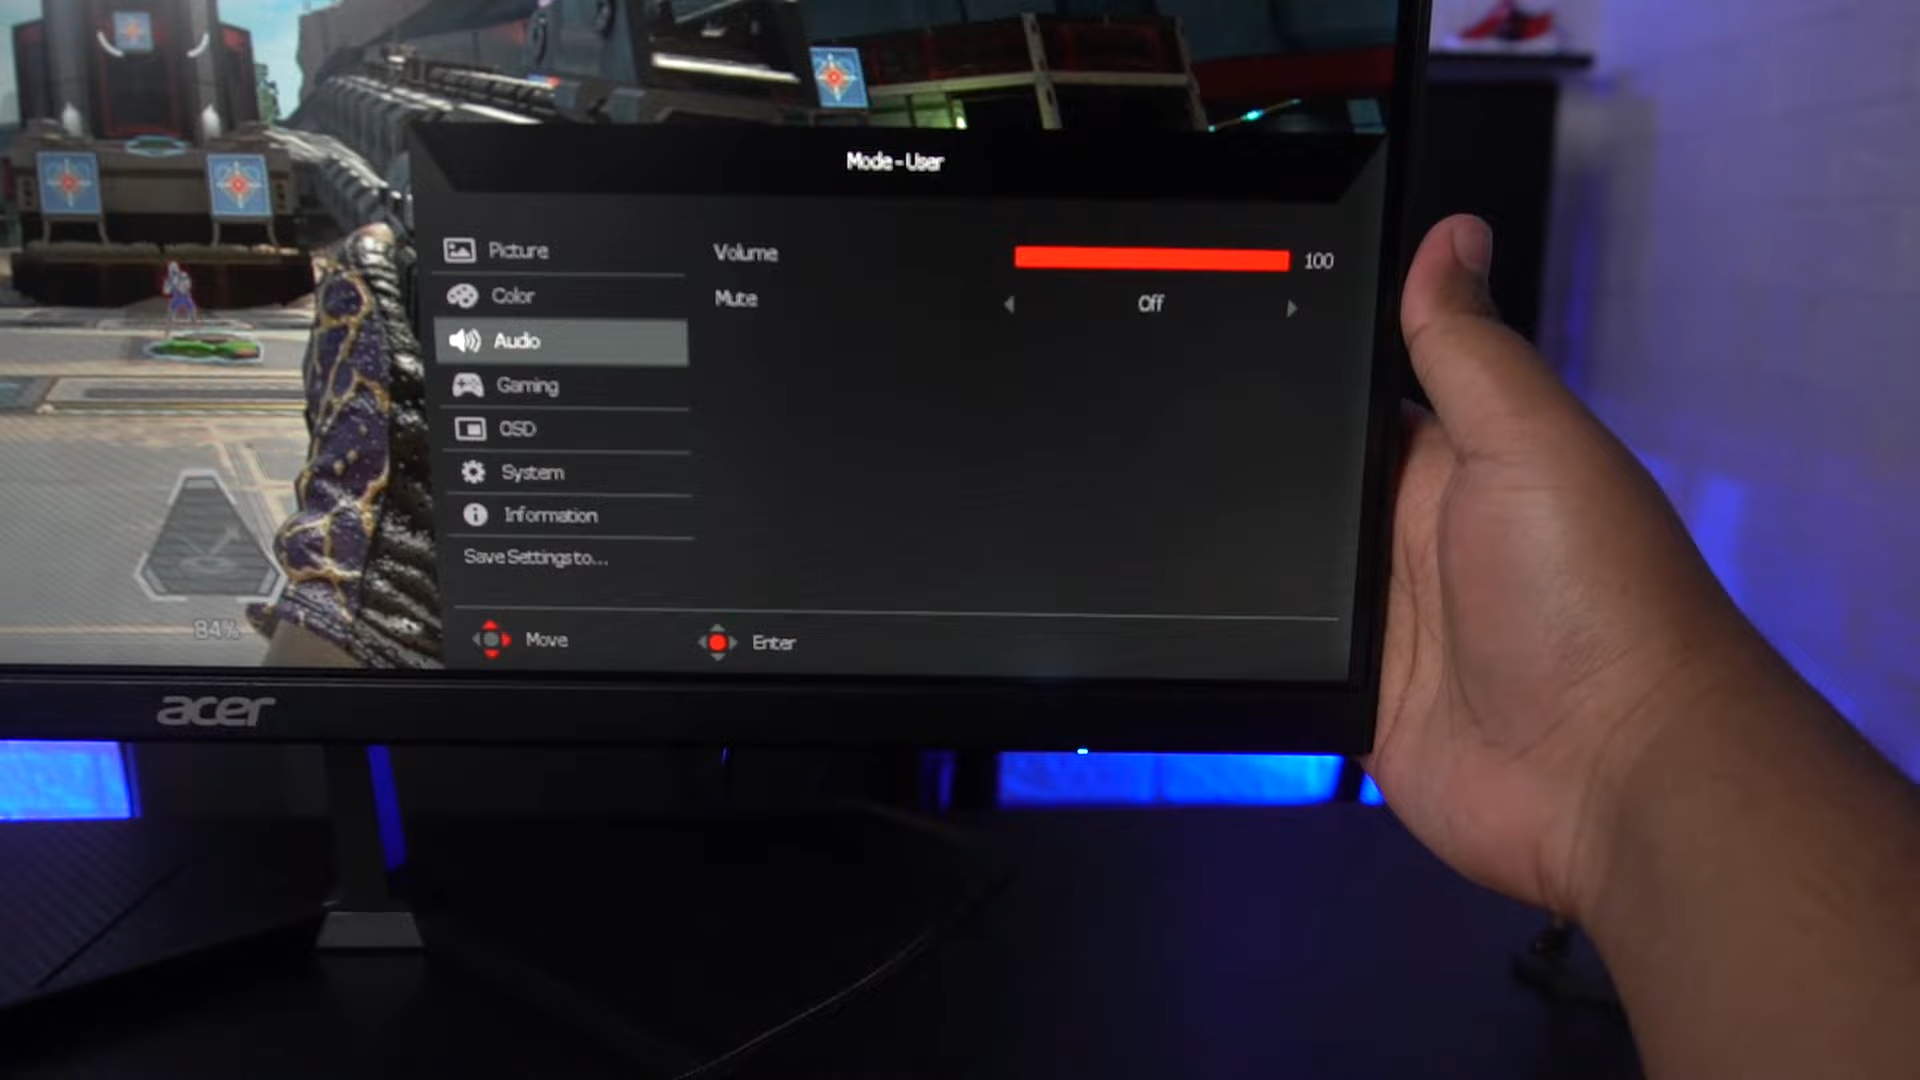 Mode - User
Picture
Color
Audio
Gaming
OSD
System
Information
Save Settings to...
Volume
100
Mute
Off
Move
Enter
84%
acer